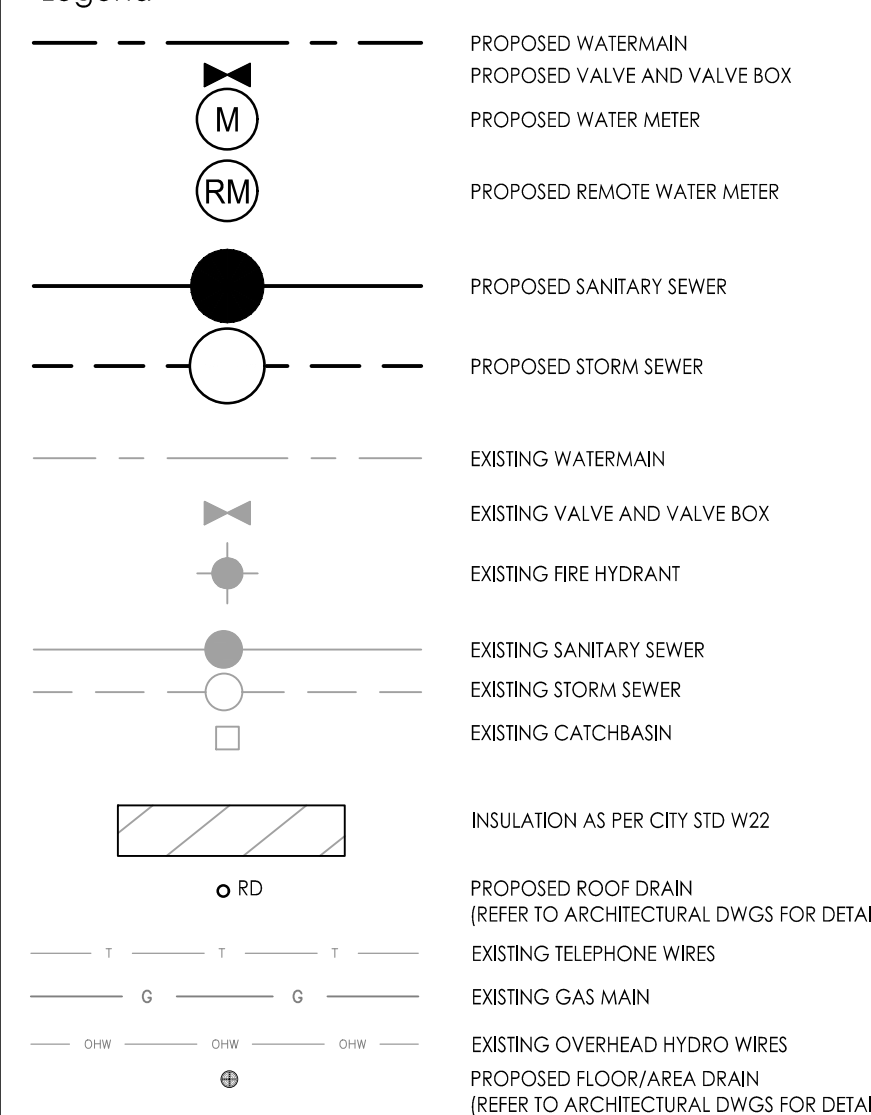 Legend
PROPOSED WATERMAIN
PROPOSED VALVE AND VALVE BOX
M PROPOSED WATER METER
RM PROPOSED REMOTE WATER METER
PROPOSED SANITARY SEWER
PROPOSED STORM SEWER
EXISTING WATERMAIN
EXISTING VALVE AND VALVE BOX
EXISTING FIRE HYDRANT
EXISTING SANITARY SEWER
EXISTING STORM SEWER
EXISTING CATCHBASIN
INSULATION AS PER CITY STD W22
RD PROPOSED ROOF DRAIN
(REFER TO ARCHITECTURAL DWGS FOR DETAI
T T T EXISTING TELEPHONE WIRES
G G EXISTING GAS MAIN
OHW OHW OHW EXISTING OVERHEAD HYDRO WIRES
PROPOSED FLOOR/AREA DRAIN
(REFER TO ARCHITECTURAL DWGS FOR DETAI